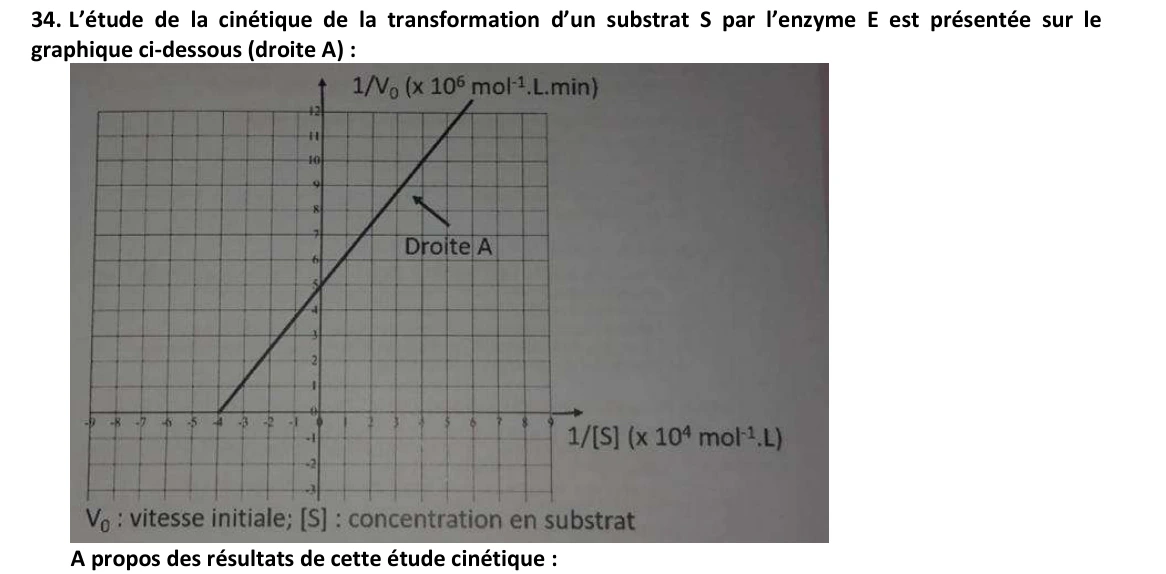 34. L’étude de la cinétique de la transformation d’un substrat S par l’enzyme E est présentée sur le
graphique ci-dessous (droite A) :
1/V₀ (x 10⁶ mol⁻¹.L.min)
12
11
10
9
8
7
6
5
4
3
2
1
0
Droite A
-9 -8 -7 -6 -5 -4 -3 -2 -1 0 1 2 3 4 5 6 7 8 9
-1
1/[S] (x 10⁴ mol⁻¹.L)
-2
-3
V₀ : vitesse initiale; [S] : concentration en substrat
A propos des résultats de cette étude cinétique :